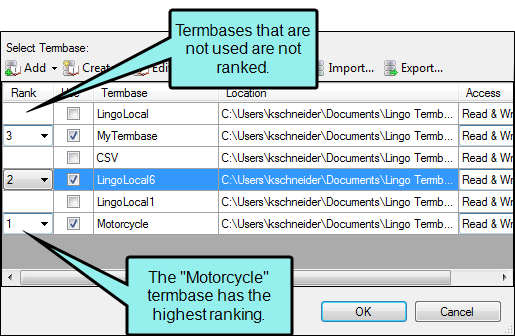 Termbases that are
not used are not
ranked.
Select Termbase:
Add Import... Export...
Rank Termbase Location Access
LingoLocal C:\Users\kschneider\Documents\Lingo Termb... Read & Wr
3 MyTermbase C:\Users\kschneider\Documents\Lingo Termb... Read & Wr
CSV C:\Users\kschneider\Documents\Lingo Termb... Read & Wr
2 LingoLocal6 C:\Users\kschneider\Documents\Lingo Termb... Read & Wr
LingoLocal1 C:\Users\kschneider\Documents\Lingo Termb... Read & Wr
1 Motorcycle C:\Users\kschneider\Documents\Lingo Termb... Read & Wr
The "Motorcycle"
termbase has the
highest ranking.
OK Cancel